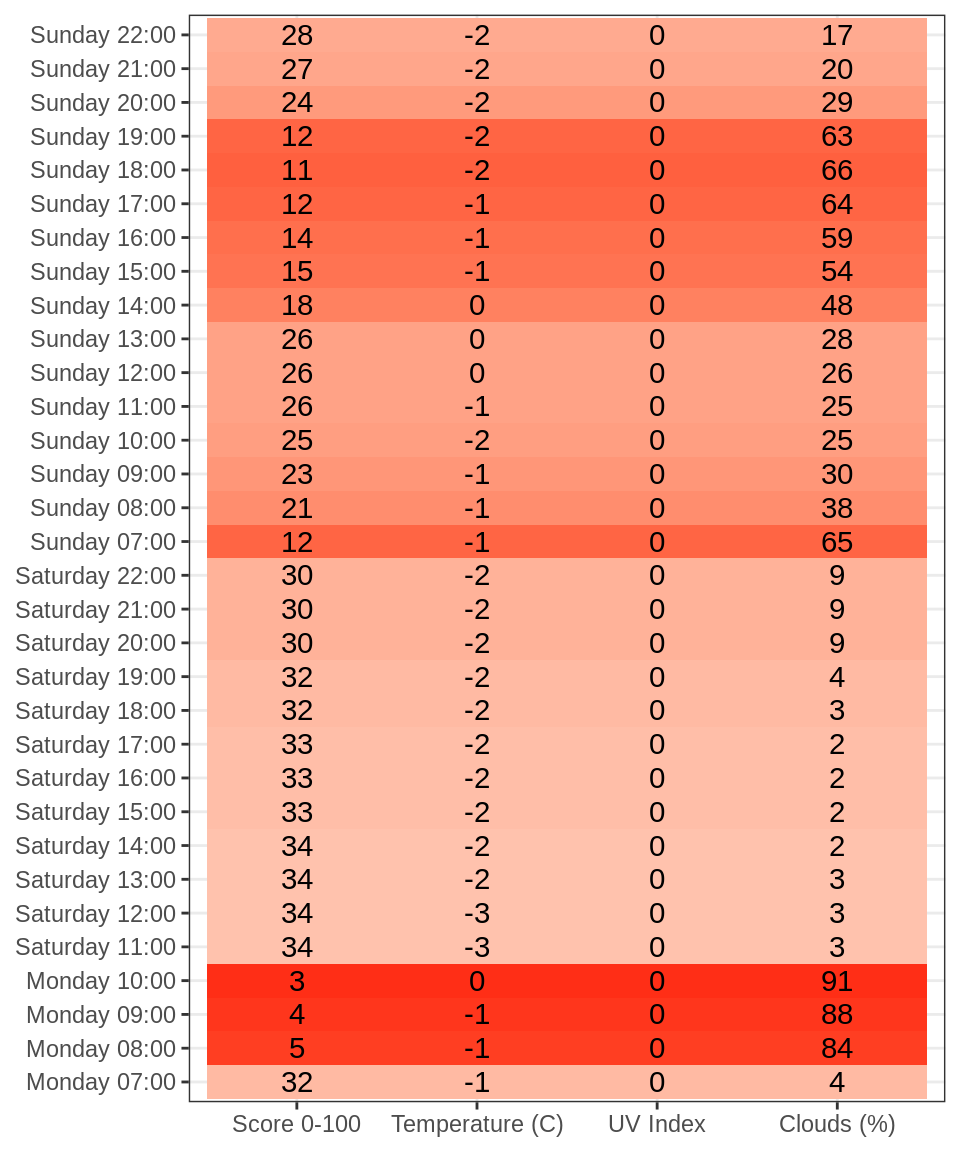 Sunday 22:00 28 -2 0 17
Sunday 21:00 27 -2 0 20
Sunday 20:00 24 -2 0 29
Sunday 19:00 12 -2 0 63
Sunday 18:00 11 -2 0 66
Sunday 17:00 12 -1 0 64
Sunday 16:00 14 -1 0 59
Sunday 15:00 15 -1 0 54
Sunday 14:00 18 0 0 48
Sunday 13:00 26 0 0 28
Sunday 12:00 26 0 0 26
Sunday 11:00 26 -1 0 25
Sunday 10:00 25 -2 0 25
Sunday 09:00 23 -1 0 30
Sunday 08:00 21 -1 0 38
Sunday 07:00 12 -1 0 65
Saturday 22:00 30 -2 0 9
Saturday 21:00 30 -2 0 9
Saturday 20:00 30 -2 0 9
Saturday 19:00 32 -2 0 4
Saturday 18:00 32 -2 0 3
Saturday 17:00 33 -2 0 2
Saturday 16:00 33 -2 0 2
Saturday 15:00 33 -2 0 2
Saturday 14:00 34 -2 0 2
Saturday 13:00 34 -2 0 3
Saturday 12:00 34 -3 0 3
Saturday 11:00 34 -3 0 3
Monday 10:00 3 0 0 91
Monday 09:00 4 -1 0 88
Monday 08:00 5 -1 0 84
Monday 07:00 32 -1 0 4
Score 0-100 Temperature (C) UV Index Clouds (%)